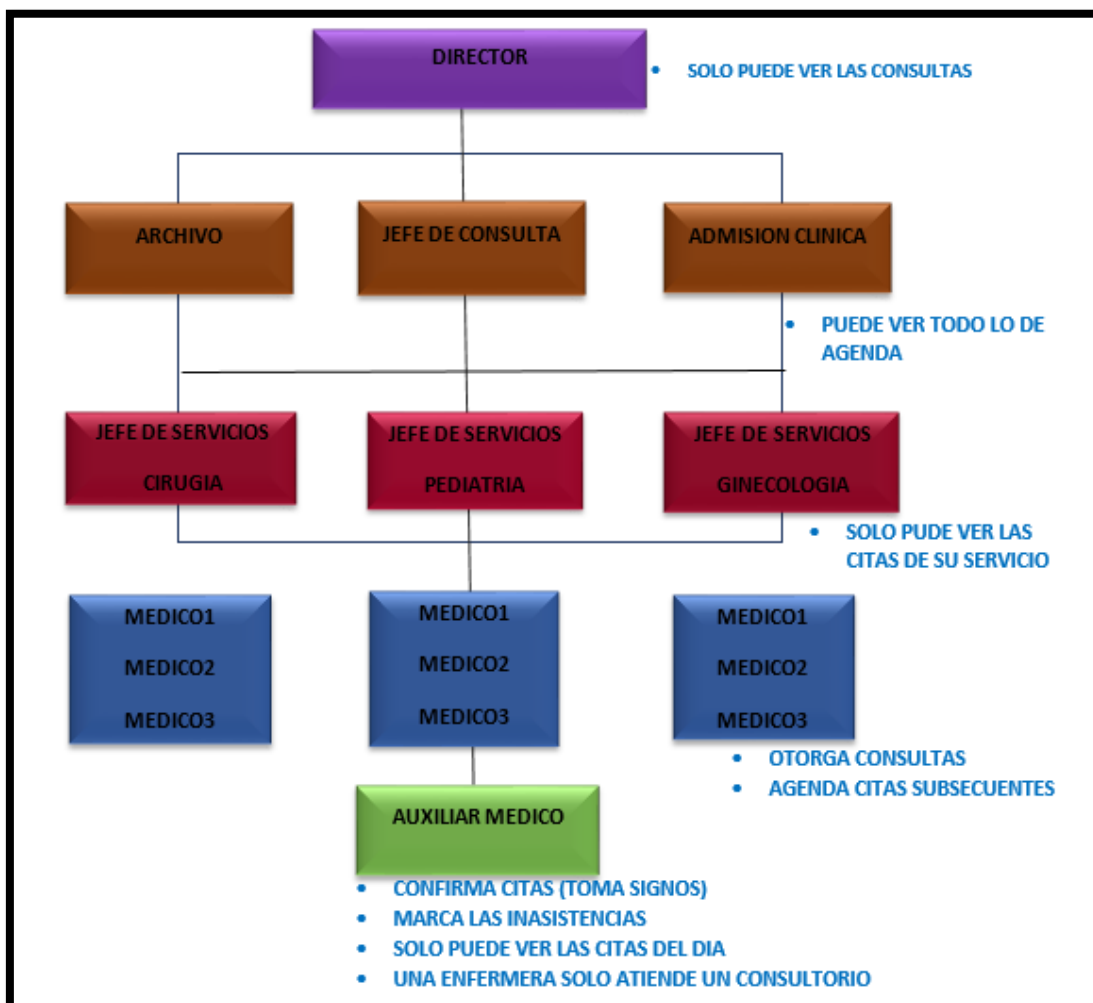 DIRECTOR
• SOLO PUEDE VER LAS CONSULTAS
ARCHIVO
JEFE DE CONSULTA
ADMISION CLINICA
• PUEDE VER TODO LO DE
AGENDA
JEFE DE SERVICIOS
CIRUGIA
JEFE DE SERVICIOS
PEDIATRIA
JEFE DE SERVICIOS
GINECOLOGIA
• SOLO PUDE VER LAS
CITAS DE SU SERVICIO
MEDICO1
MEDICO2
MEDICO3
MEDICO1
MEDICO2
MEDICO3
MEDICO1
MEDICO2
MEDICO3
• OTORGA CONSULTAS
• AGENDA CITAS SUBSECUENTES
AUXILIAR MEDICO
• CONFIRMA CITAS (TOMA SIGNOS)
• MARCA LAS INASISTENCIAS
• SOLO PUEDE VER LAS CITAS DEL DIA
• UNA ENFERMERA SOLO ATIENDE UN CONSULTORIO